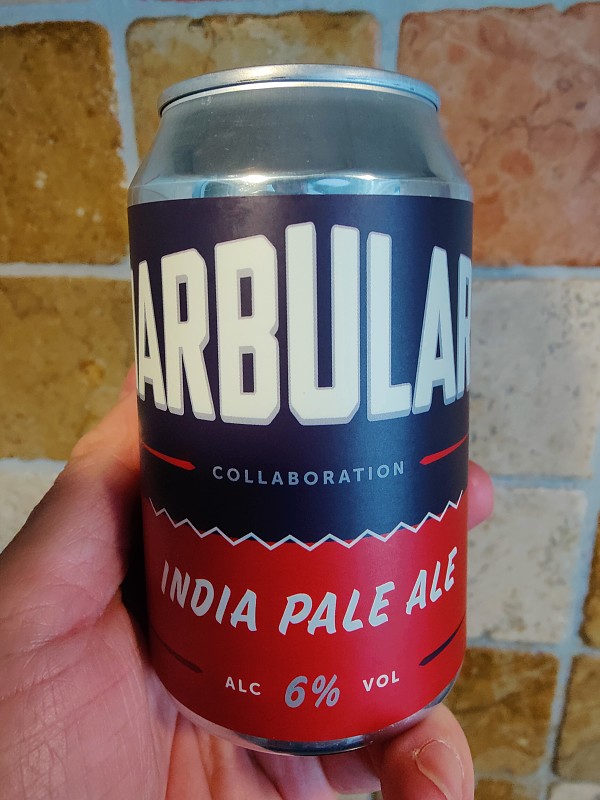 ARBULAR
COLLABORATION
INDIA PALE ALE
ALC 6% VOL